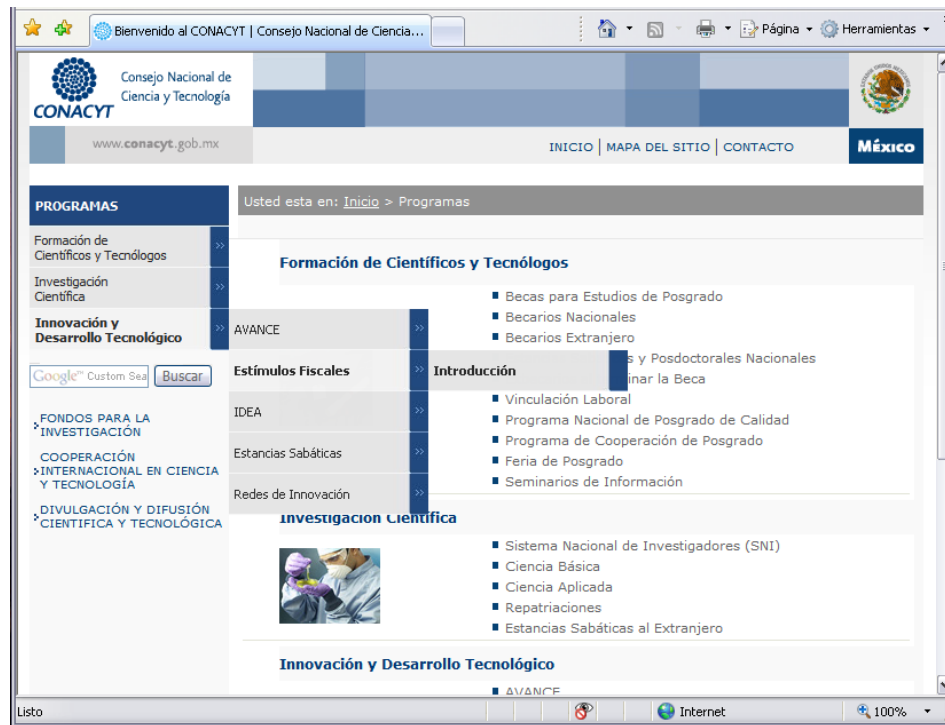 Bienvenido al CONACYT | Consejo Nacional de Ciencia...
Página
Herramientas
Consejo Nacional de
Ciencia y Tecnología
CONACYT
www.conacyt.gob.mx
INICIO | MAPA DEL SITIO | CONTACTO
México
PROGRAMAS
Usted esta en: Inicio > Programas
Formación de
Científicos y Tecnólogos
Investigación
Científica
Innovación y
Desarrollo Tecnológico
AVANCE
Estímulos Fiscales
Introducción
IDEA
Estancias Sabáticas
Redes de Innovación
Google™ Custom Sea
Buscar
FONDOS PARA LA
INVESTIGACIÓN
COOPERACIÓN
INTERNACIONAL EN CIENCIA
Y TECNOLOGÍA
DIVULGACIÓN Y DIFUSIÓN
CIENTIFICA Y TECNOLÓGICA
Formación de Científicos y Tecnólogos
Becas para Estudios de Posgrado
Becarios Nacionales
Becarios Extranjero
s y Posdoctorales Nacionales
inar la Beca
Vinculación Laboral
Programa Nacional de Posgrado de Calidad
Programa de Cooperación de Posgrado
Feria de Posgrado
Seminarios de Información
Investigación Científica
Sistema Nacional de Investigadores (SNI)
Ciencia Básica
Ciencia Aplicada
Repatriaciones
Estancias Sabáticas al Extranjero
Innovación y Desarrollo Tecnológico
AVANCE
Listo
Internet
100%